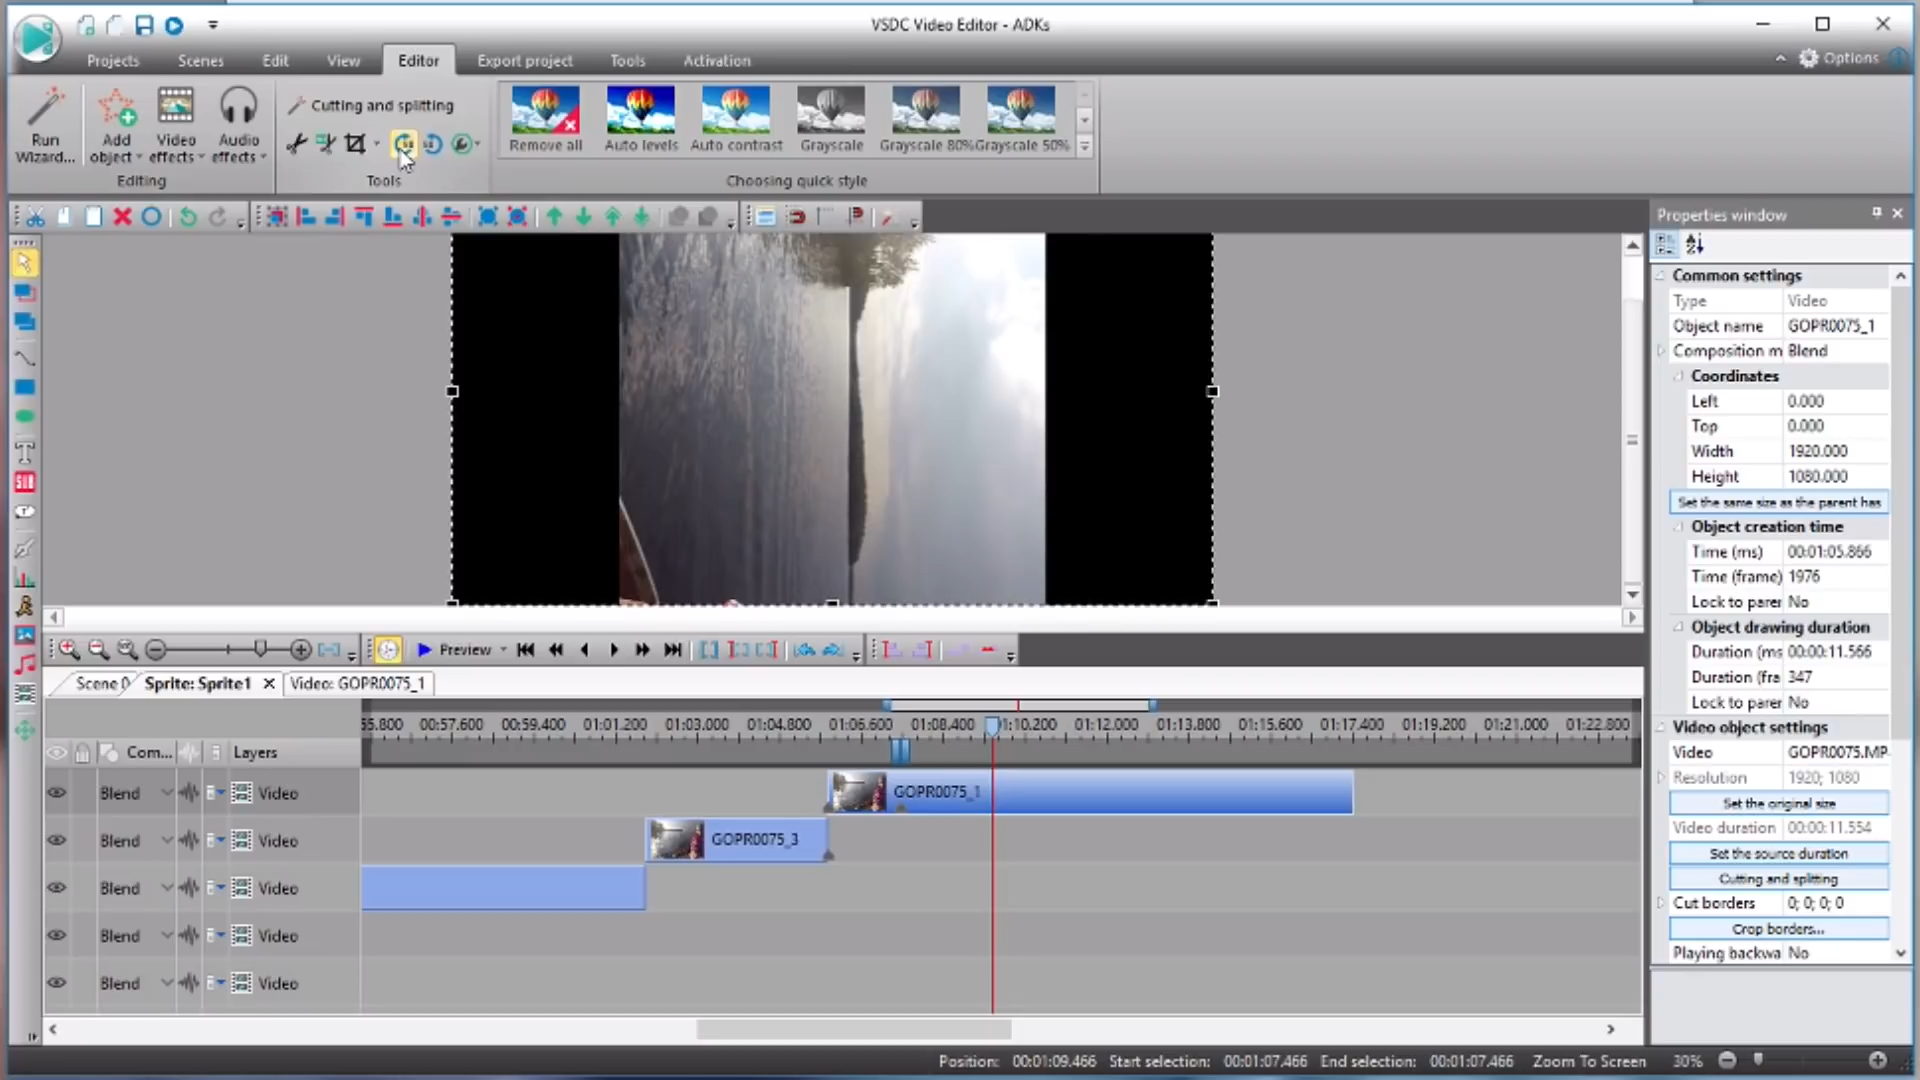 VSDC Video Editor - ADKs
Projects Scenes Edit View Editor Export project Tools Activation Options
Cutting and splitting
Run Wizard... Add object Video effects Audio effects
Remove all Auto levels Auto contrast Grayscale Grayscale 80% Grayscale 50%
Editing Tools Choosing quick style
Properties window
Common settings
Type Video
Object name GOPR0075_1
Composition m Blend
Coordinates
Left 0.000
Top 0.000
Width 1920.000
Height 1080.000
Set the same size as the parent has
Object creation time
Time (ms) 00:01:05.866
Time (frame) 1976
Lock to parer No
Object drawing duration
Duration (ms 00:00:11.566
Duration (fra 347
Lock to parer No
Video object settings
Video GOPR0075.MP
Resolution 1920; 1080
Set the original size
Video duration 00:00:11.554
Set the source duration
Cutting and splitting
Cut borders 0; 0; 0; 0
Crop borders...
Playing backwa No
SUB
T
Preview
Scene 0 Sprite: Sprite1 Video: GOPR0075_1
55.800 00:57.600 00:59.400 01:01.200 01:03.000 01:04.800 01:06.600 01:08.400 01:10.200 01:12.000 01:13.800 01:15.600 01:17.400 01:19.200 01:21.000 01:22.800
Com... Layers
Blend Video GOPR0075_1
Blend Video GOPR0075_3
Blend Video
Blend Video
Blend Video
Position: 00:01:09.466 Start selection: 00:01:07.466 End selection: 00:01:07.466 Zoom To Screen 30%